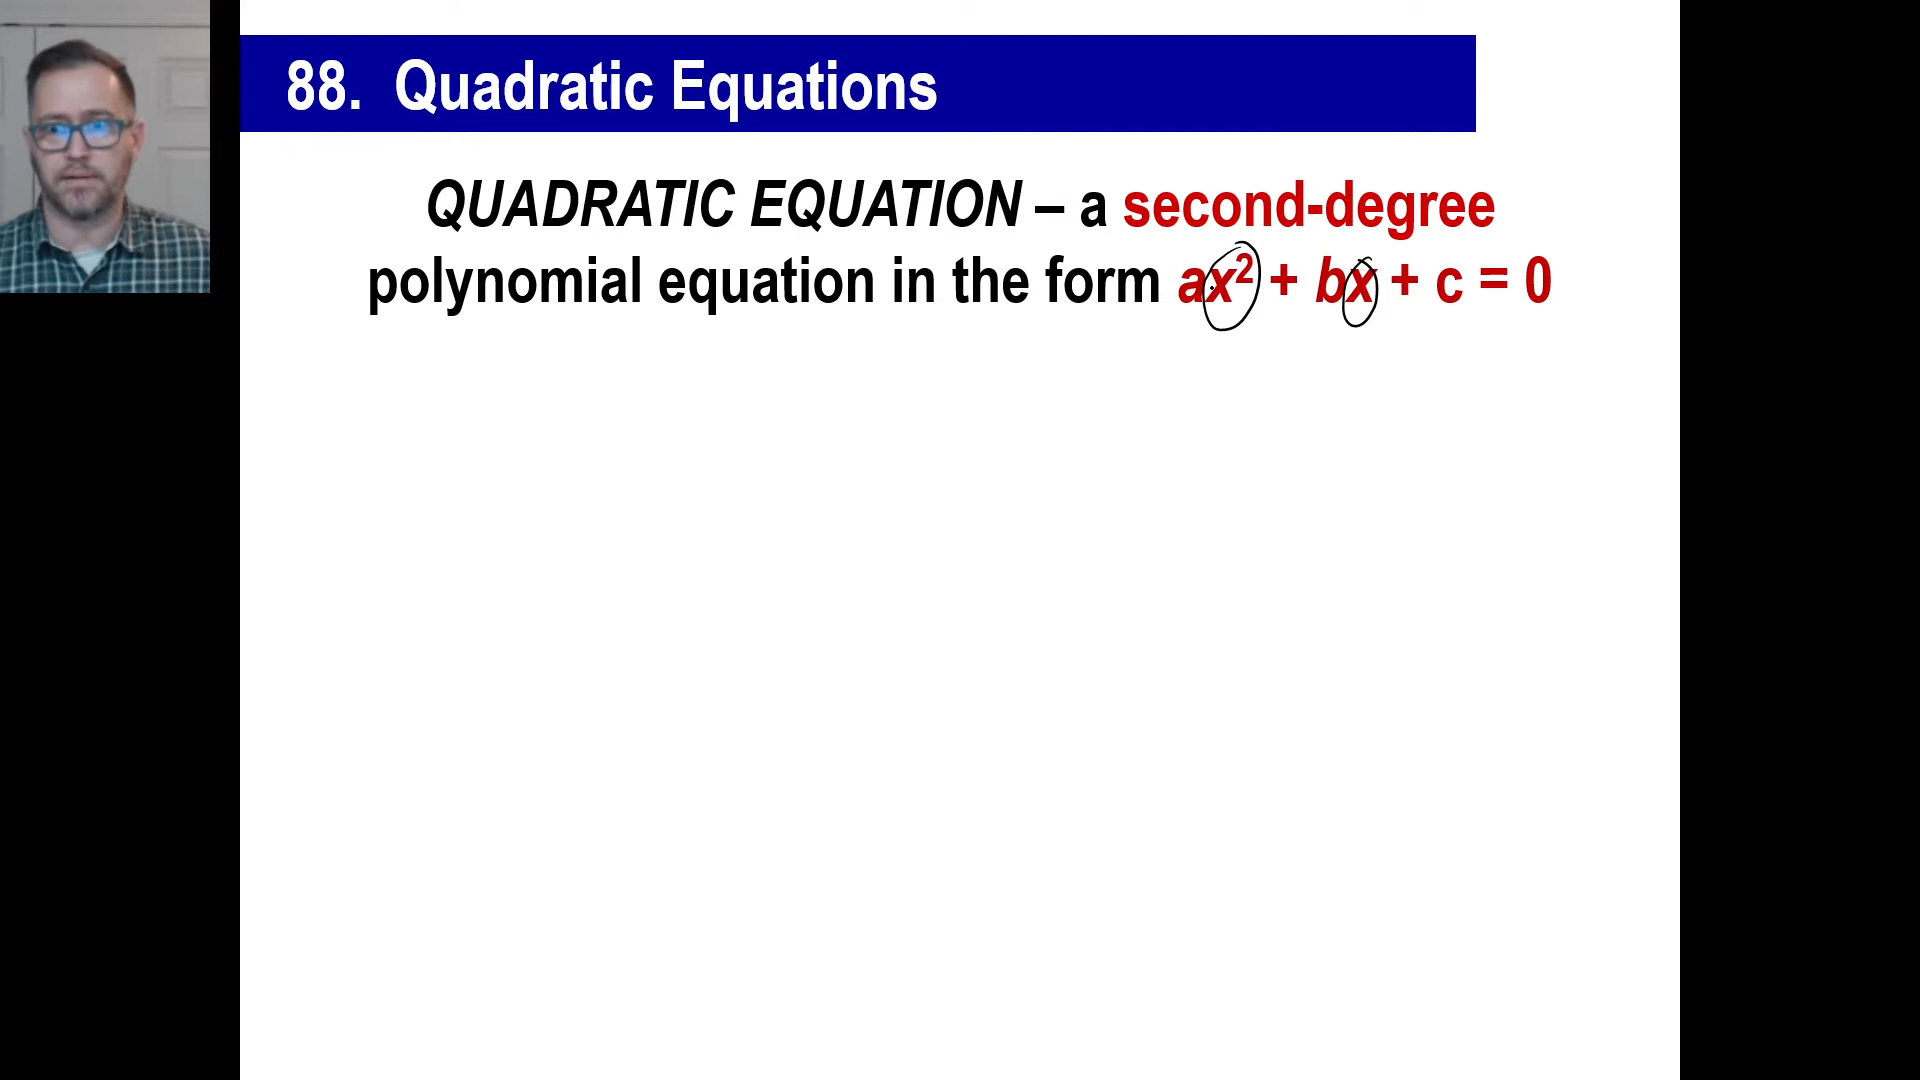 88. Quadratic Equations
QUADRATIC EQUATION – a second-degree
polynomial equation in the form ax² + bx + c = 0